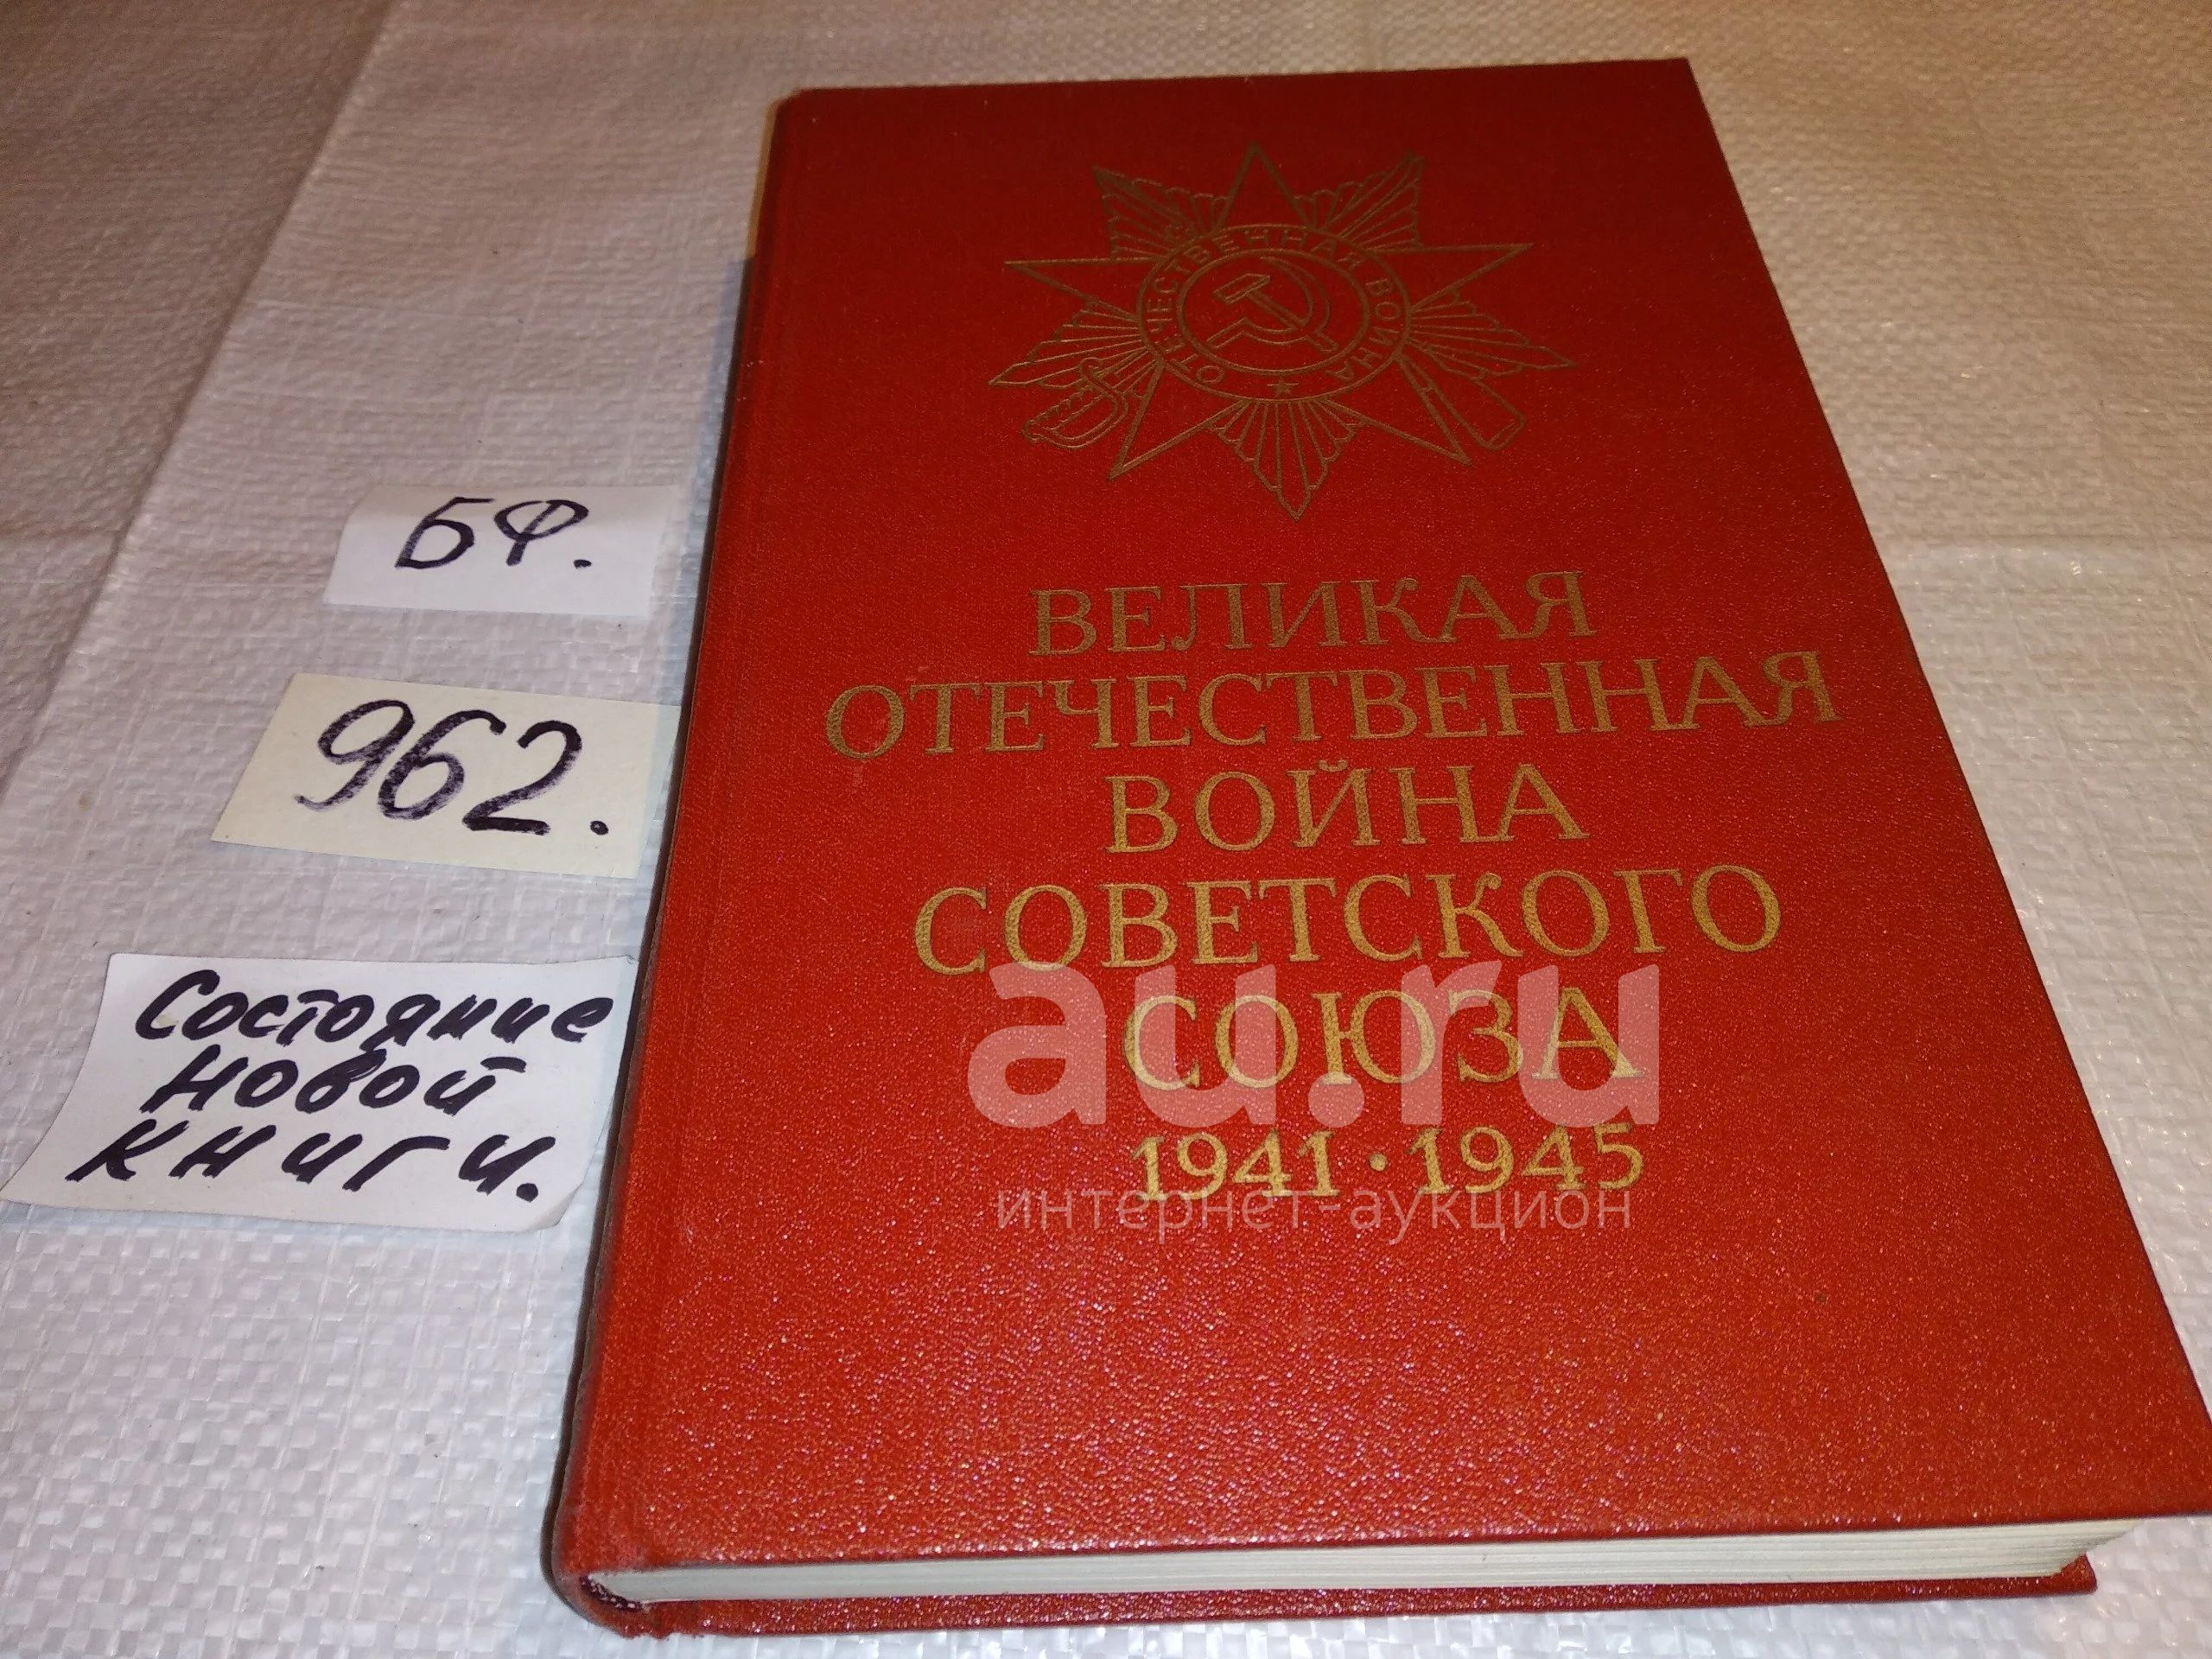 ОТЕЧЕСТВЕННАЯ ВОЙНА
БФ.
962.
Состояние
новой
книги.
ВЕЛИКАЯ
ОТЕЧЕСТВЕННАЯ
ВОЙНА
СОВЕТСКОГО
СОЮЗА
1941·1945
au.ru
интернет-аукцион